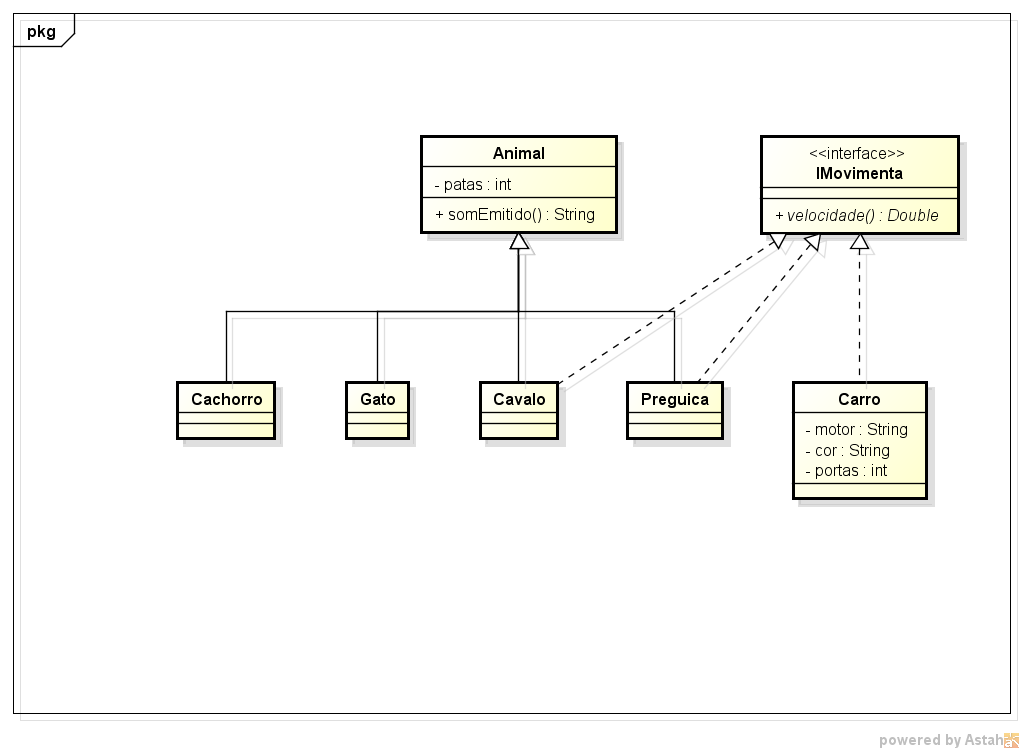 pkg
Animal
- patas : int
+ somEmitido() : String
<<interface>>
IMovimenta
+ velocidade() : Double
Cachorro
Gato
Cavalo
Preguica
Carro
- motor : String
- cor : String
- portas : int
powered by Astah